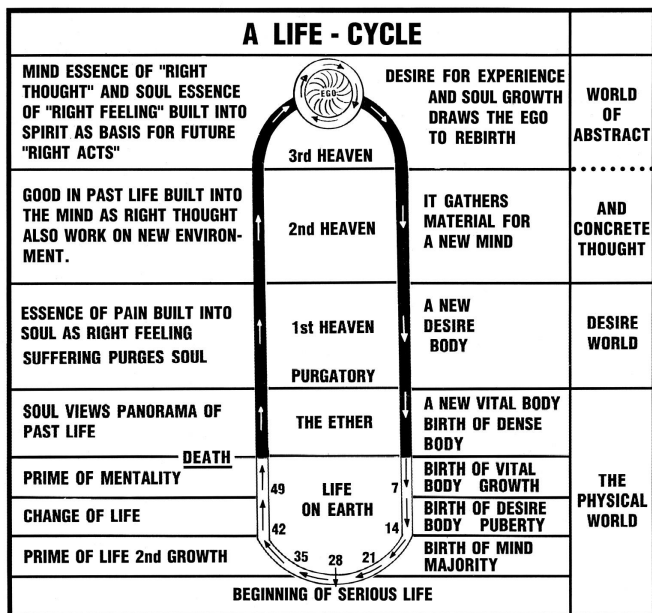 A LIFE - CYCLE
MIND ESSENCE OF "RIGHT
THOUGHT" AND SOUL ESSENCE
OF "RIGHT FEELING" BUILT INTO
SPIRIT AS BASIS FOR FUTURE
"RIGHT ACTS"
EGO
3rd HEAVEN
DESIRE FOR EXPERIENCE
AND SOUL GROWTH
DRAWS THE EGO
TO REBIRTH
WORLD
OF
ABSTRACT
GOOD IN PAST LIFE BUILT INTO
THE MIND AS RIGHT THOUGHT
ALSO WORK ON NEW ENVIRON-
MENT.
2nd HEAVEN
IT GATHERS
MATERIAL FOR
A NEW MIND
AND
CONCRETE
THOUGHT
ESSENCE OF PAIN BUILT INTO
SOUL AS RIGHT FEELING
SUFFERING PURGES SOUL
1st HEAVEN
PURGATORY
A NEW
DESIRE
BODY
DESIRE
WORLD
SOUL VIEWS PANORAMA OF
PAST LIFE
THE ETHER
A NEW VITAL BODY
BIRTH OF DENSE
BODY
DEATH
PRIME OF MENTALITY
49
LIFE
ON EARTH
7
BIRTH OF VITAL
BODY GROWTH
THE
PHYSICAL
WORLD
CHANGE OF LIFE
42
14
BIRTH OF DESIRE
BODY PUBERTY
PRIME OF LIFE 2nd GROWTH
35
28
21
BIRTH OF MIND
MAJORITY
BEGINNING OF SERIOUS LIFE